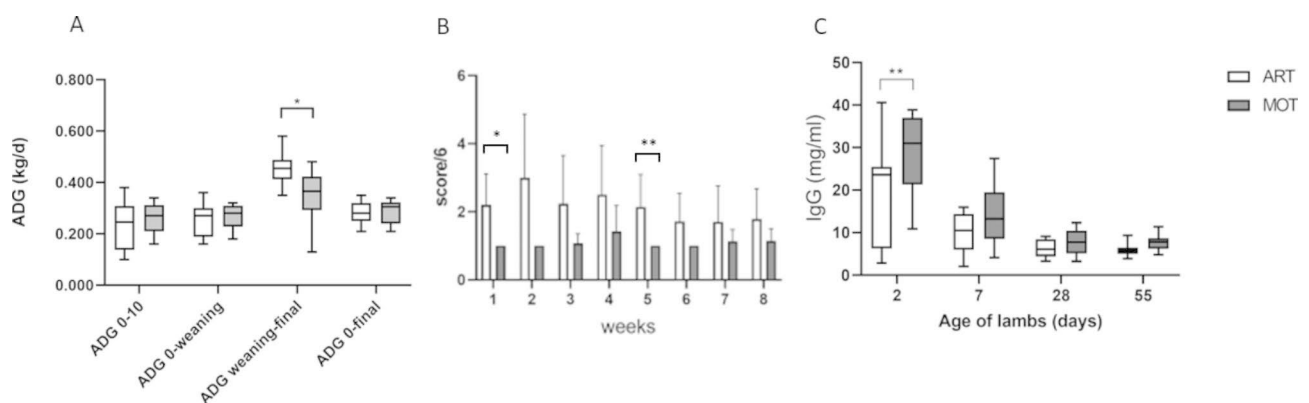 A
ADG (kg/d)
0.800
0.600
0.400
0.200
0.000
*
ADG 0-10
ADG 0-weaning
ADG weaning-final
ADG 0-final
B
score/6
6
4
2
0
*
**
1 2 3 4 5 6 7 8
weeks
C
IgG (mg/ml)
50
40
30
20
10
0
**
2 7 28 55
Age of lambs (days)
ART
MOT